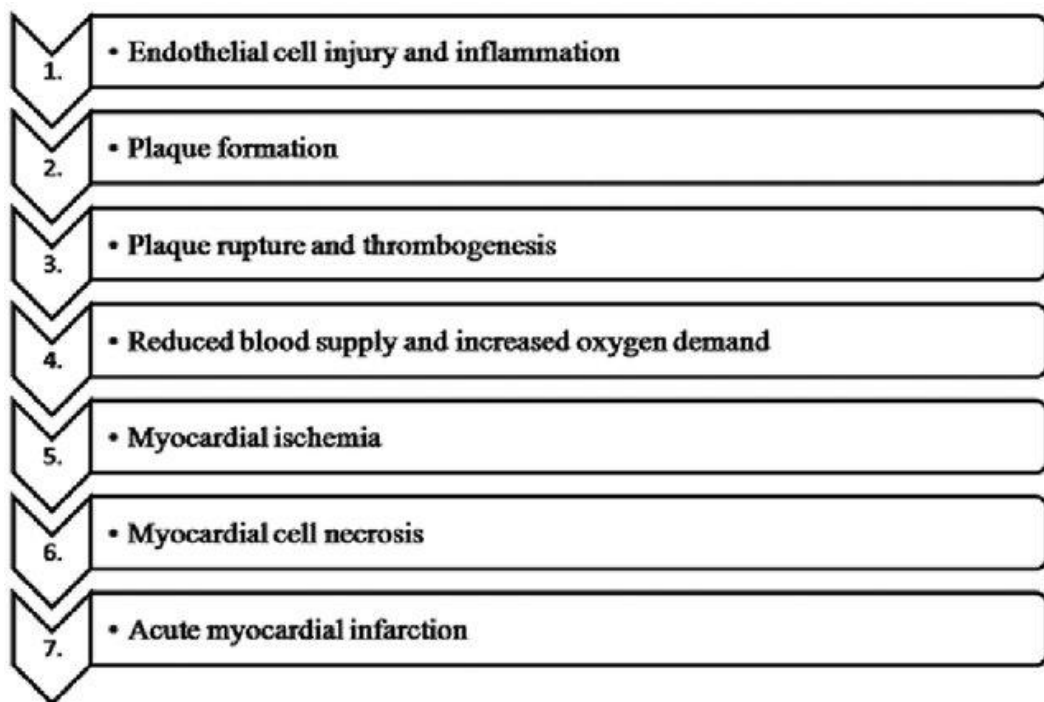 1. • Endothelial cell injury and inflammation
2. • Plaque formation
3. • Plaque rupture and thrombogenesis
4. • Reduced blood supply and increased oxygen demand
5. • Myocardial ischemia
6. • Myocardial cell necrosis
7. • Acute myocardial infarction